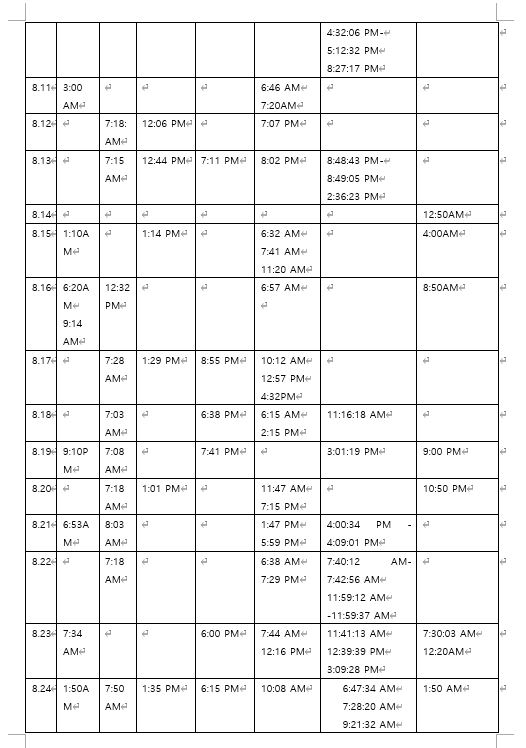 4:32:06 PM-
5:12:32 PM
8:27:17 PM
8.11 3:00 AM 6:46 AM 7:20AM
8.12 7:18: AM 12:06 PM 7:07 PM
8.13 7:15 AM 12:44 PM 7:11 PM 8:02 PM 8:48:43 PM- 8:49:05 PM 2:36:23 PM
8.14 12:50AM
8.15 1:10A M 1:14 PM 6:32 AM 7:41 AM 11:20 AM 4:00AM
8.16 6:20A M 9:14 AM 12:32 PM 6:57 AM 8:50AM
8.17 7:28 AM 1:29 PM 8:55 PM 10:12 AM 12:57 PM 4:32PM
8.18 7:03 AM 6:38 PM 6:15 AM 2:15 PM 11:16:18 AM
8.19 9:10P M 7:08 AM 7:41 PM 3:01:19 PM 9:00 PM
8.20 7:18 AM 1:01 PM 11:47 AM 7:15 PM 10:50 PM
8.21 6:53A M 8:03 AM 1:47 PM 5:59 PM 4:00:34 PM - 4:09:01 PM
8.22 7:18 AM 6:38 AM 7:29 PM 7:40:12 AM- 7:42:56 AM 11:59:12 AM -11:59:37 AM
8.23 7:34 AM 6:00 PM 7:44 AM 12:16 PM 11:41:13 AM 12:39:39 PM 3:09:28 PM 7:30:03 AM 12:20AM
8.24 1:50A M 7:50 AM 1:35 PM 6:15 PM 10:08 AM 6:47:34 AM 7:28:20 AM 9:21:32 AM 1:50 AM